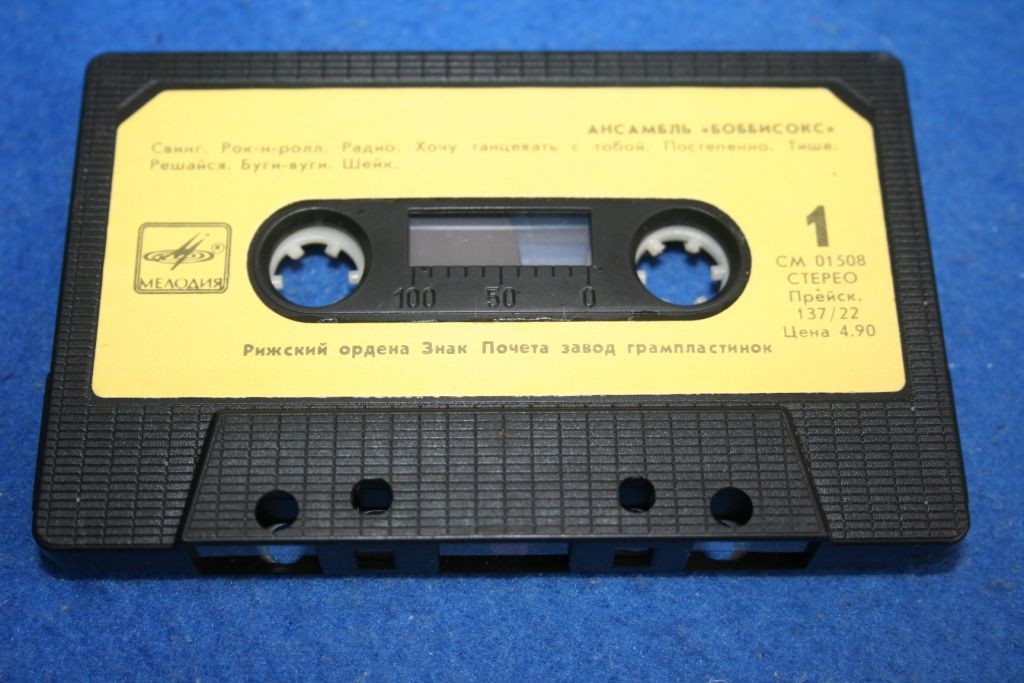 АНСАМБЛЬ «БОББИСОКС»
Свинг. Рок-н-ролл. Радио. Хочу танцевать с тобой. Постепенно. Тише.
Решайся. Буги-вуги. Шейк.
1
МЕЛОДИЯ
СМ 01508
СТЕРЕО
Прейск.
137/22
Цена 4.90
100 50 0
Рижский ордена Знак Почета завод грампластинок